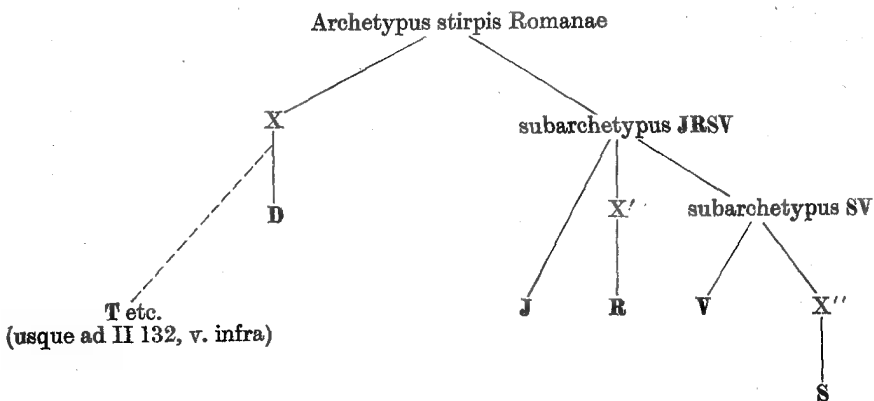 Archetypus stirpis Romanae
X
subarchetypus JRSV
D
X′
subarchetypus SV
T etc.
(usque ad II 132, v. infra)
J
R
V
X′′
S